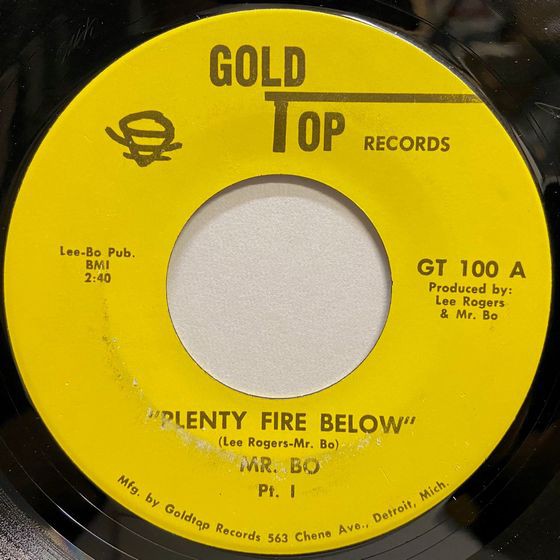 GOLD
TOP RECORDS
Lee-Bo Pub.
BMI
2:40
GT 100 A
Produced by:
Lee Rogers
& Mr. Bo
"PLENTY FIRE BELOW"
(Lee Rogers-Mr. Bo)
MR. BO
Pt. I
Mfg. by Goldtop Records 563 Chene Ave., Detroit, Mich.